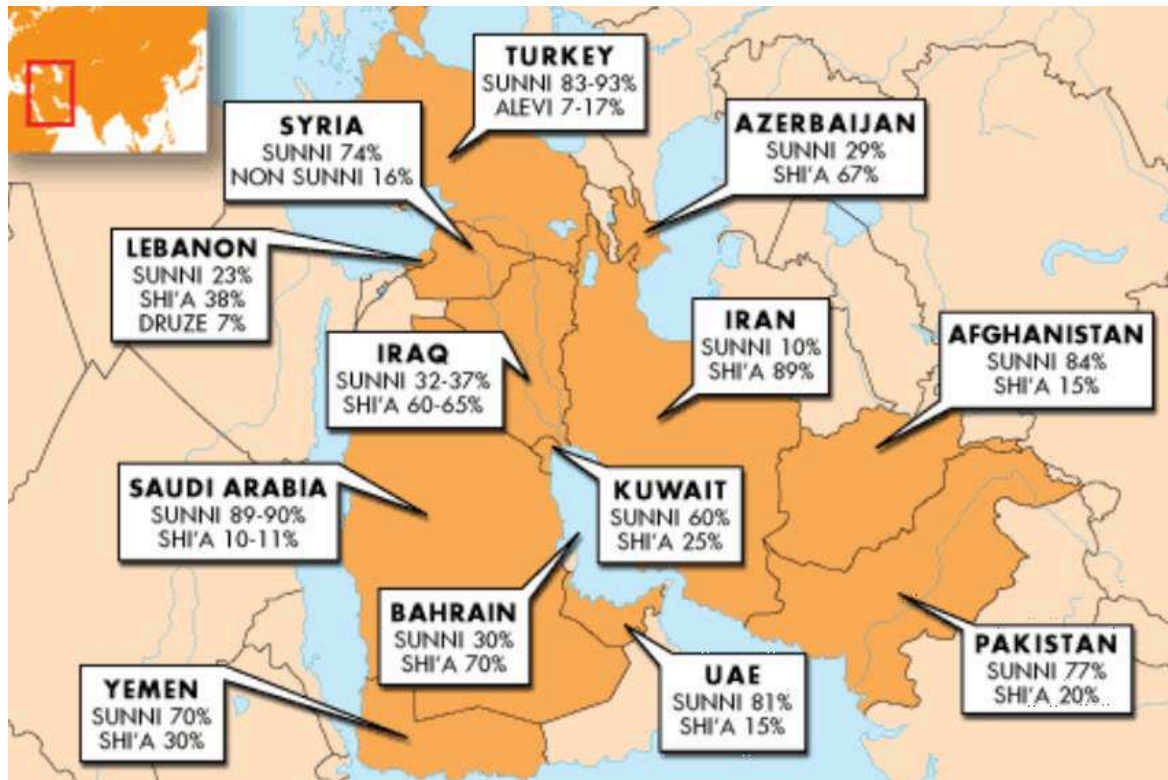 TURKEY
SUNNI 83-93%
ALEVI 7-17%
SYRIA
SUNNI 74%
NON SUNNI 16%
AZERBAIJAN
SUNNI 29%
SHI'A 67%
LEBANON
SUNNI 23%
SHI'A 38%
DRUZE 7%
IRAQ
SUNNI 32-37%
SHI'A 60-65%
IRAN
SUNNI 10%
SHI'A 89%
AFGHANISTAN
SUNNI 84%
SHI'A 15%
SAUDI ARABIA
SUNNI 89-90%
SHI'A 10-11%
KUWAIT
SUNNI 60%
SHI'A 25%
BAHRAIN
SUNNI 30%
SHI'A 70%
UAE
SUNNI 81%
SHI'A 15%
PAKISTAN
SUNNI 77%
SHI'A 20%
YEMEN
SUNNI 70%
SHI'A 30%